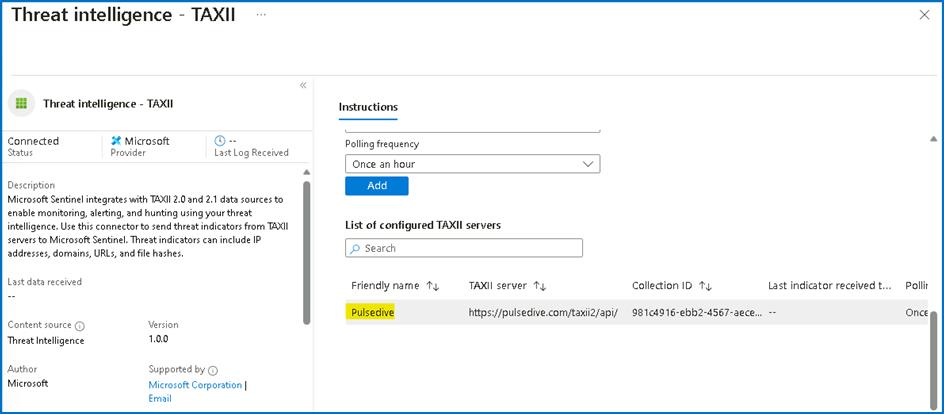 Threat intelligence - TAXII ...
Threat intelligence - TAXII
Connected
Status
Microsoft
Provider
--
Last Log Received
Description
Microsoft Sentinel integrates with TAXII 2.0 and 2.1 data sources to
enable monitoring, alerting, and hunting using your threat
intelligence. Use this connector to send threat indicators from TAXII
servers to Microsoft Sentinel. Threat indicators can include IP
addresses, domains, URLs, and file hashes.
Last data received
--
Content source
Threat Intelligence
Version
1.0.0
Author
Microsoft
Supported by
Microsoft Corporation |
Email
Instructions
Polling frequency
Once an hour
Add
List of configured TAXII servers
Search
Friendly name TAXII server Collection ID Last indicator received t... Pollin
Pulsedive https://pulsedive.com/taxii2/api/ 981c4916-ebb2-4567-aece... -- Once